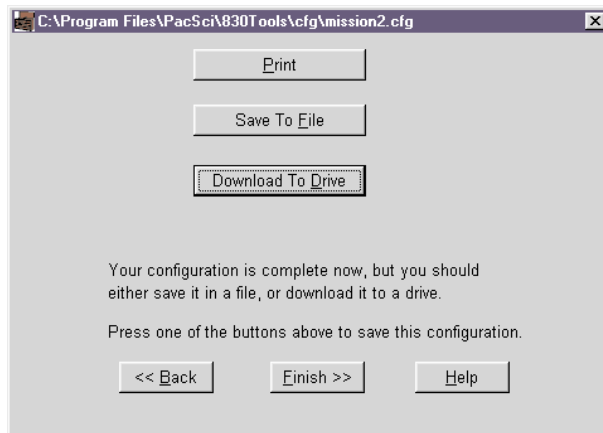 C:\Program Files\PacSci\830Tools\cfg\mission2.cfg
Print
Save To File
Download To Drive
Your configuration is complete now, but you should
either save it in a file, or download it to a drive.
Press one of the buttons above to save this configuration.
<< Back Finish >> Help